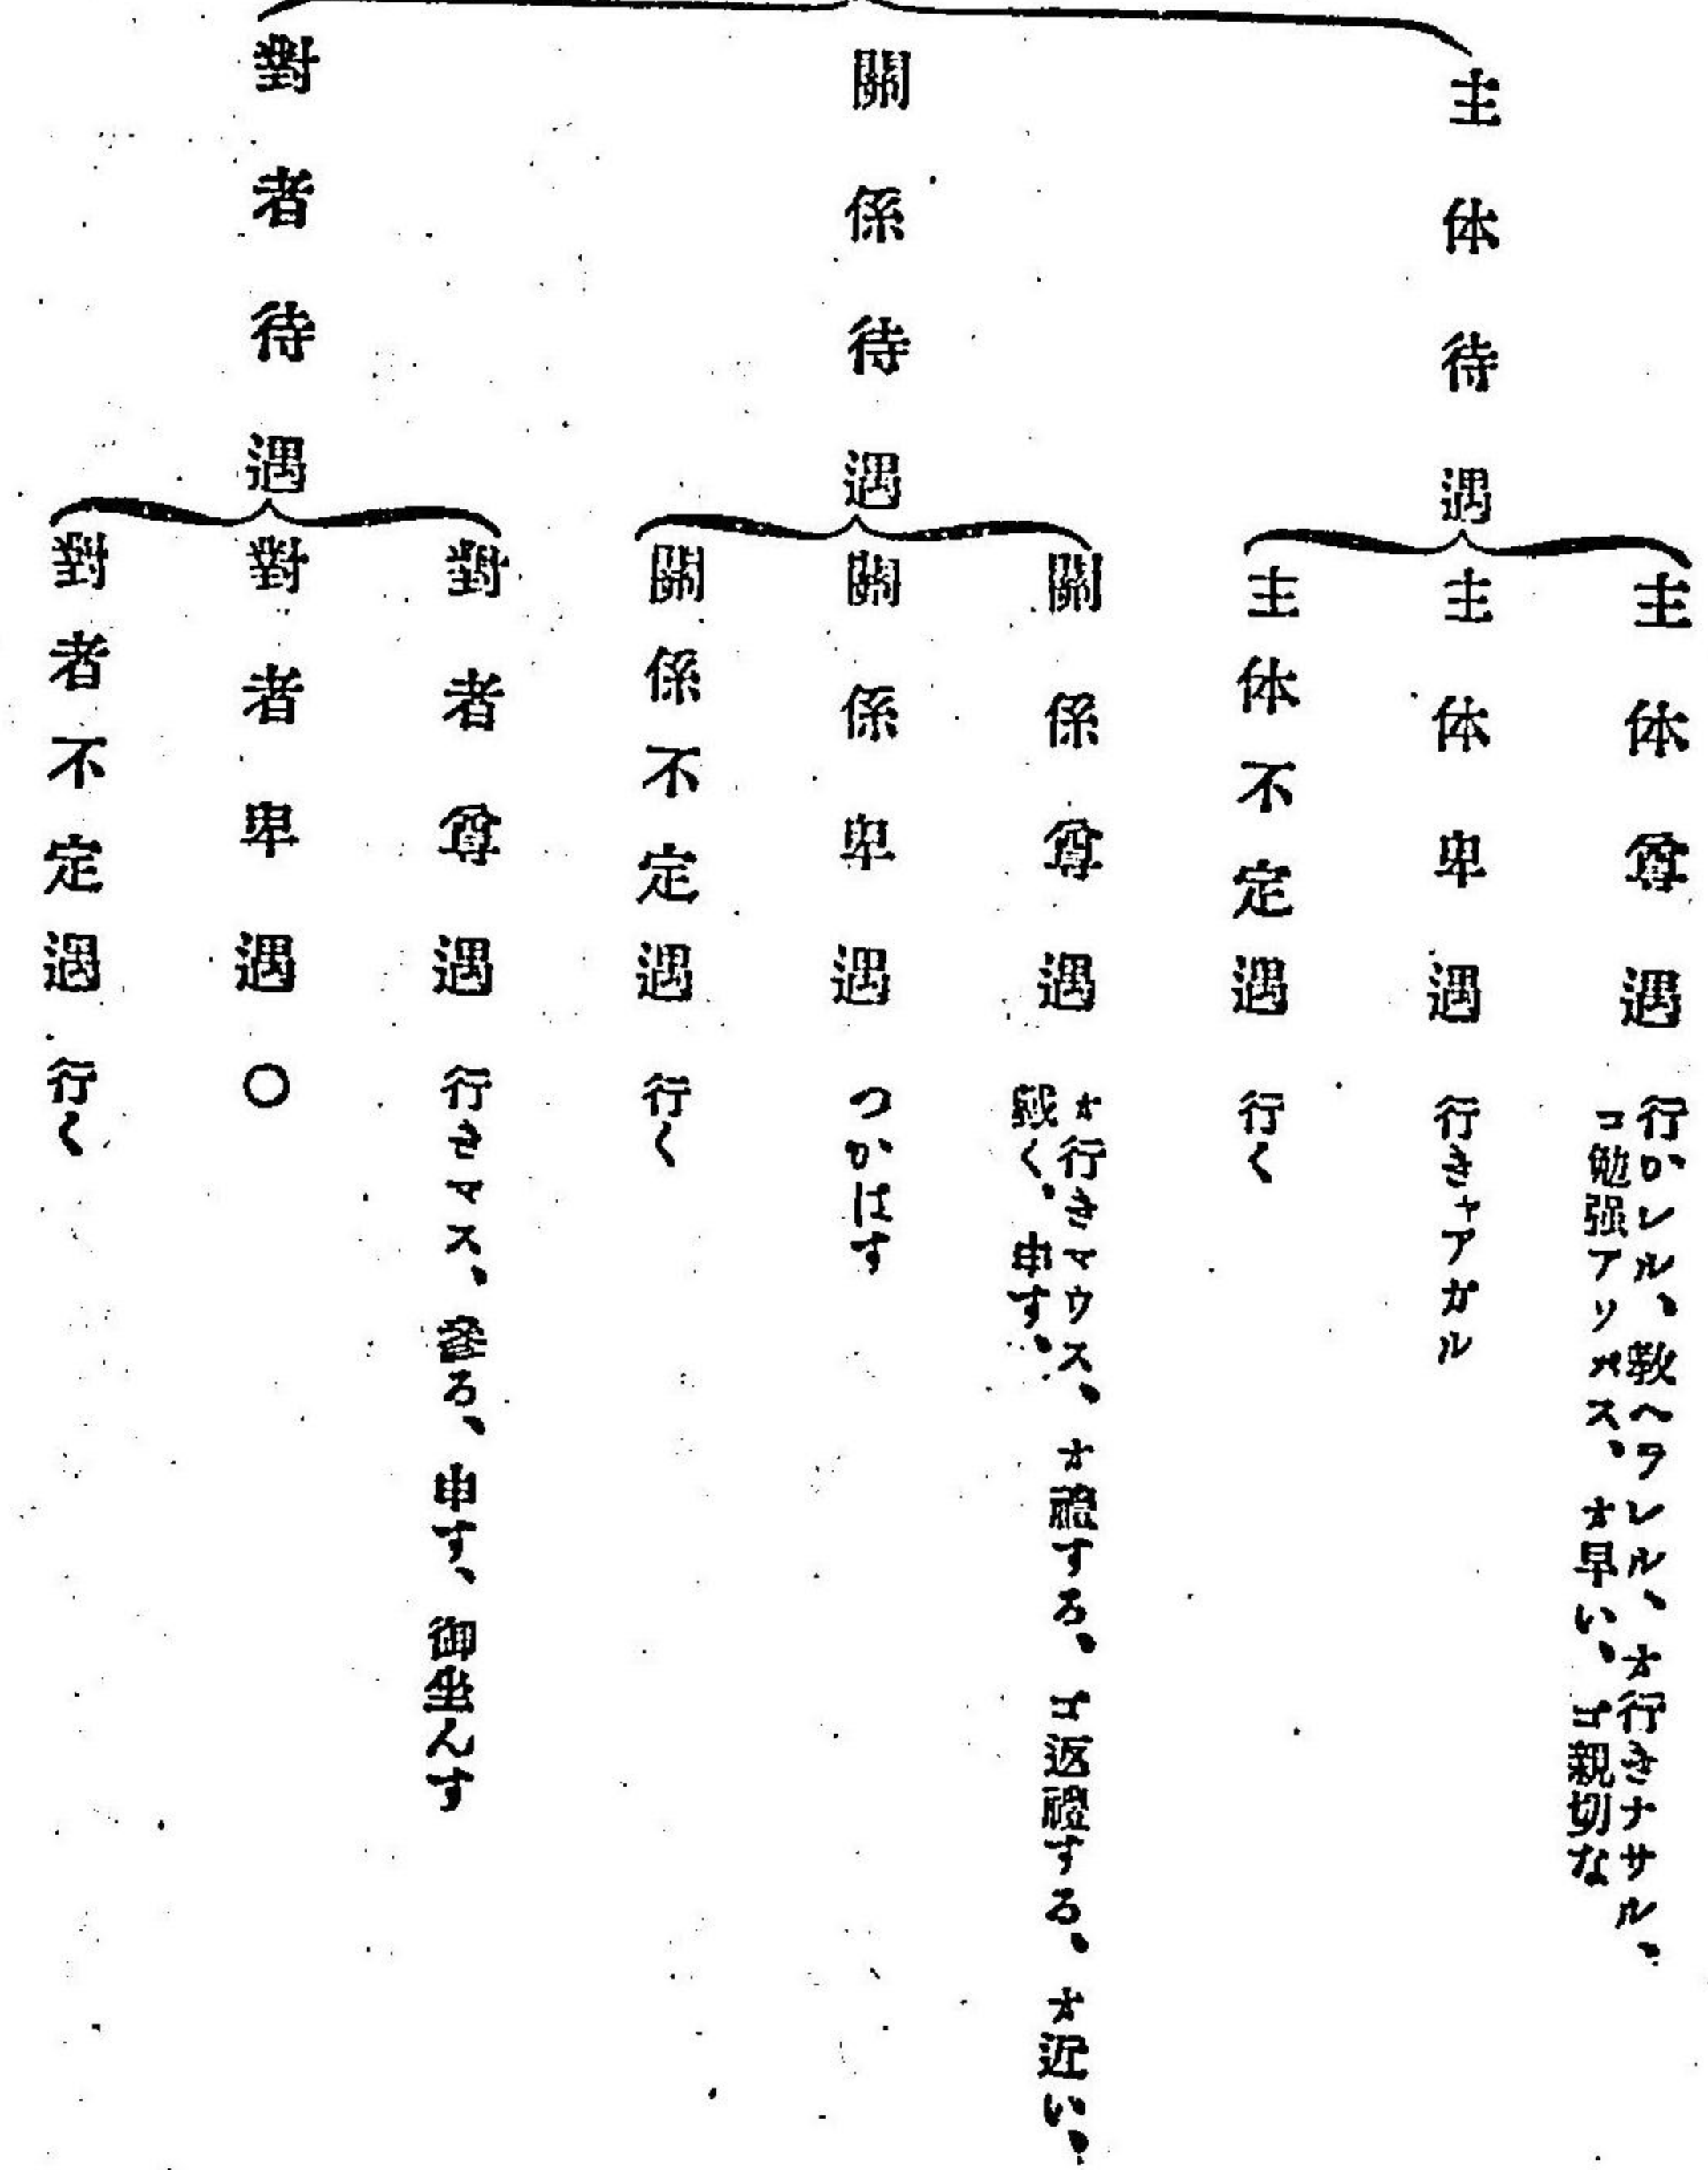 主体待遇
主体尊遇 行かレル、教ヘラレル、オ行きナサル、
ゴ勉强アリパス、オ早い、ゴ親切な
主体卑遇 行きャアガル
主体不定遇 行く
關係待遇
關係尊遇 オ行きマウス、オ禮する、ゴ返禮する、オ近い、
戴く、申す、
關係卑遇 つかはす
關係不定遇 行く
對者待遇
對者尊遇 行きマス、參る、申す、御坐んす
對者卑遇 〇
對者不定遇 行く